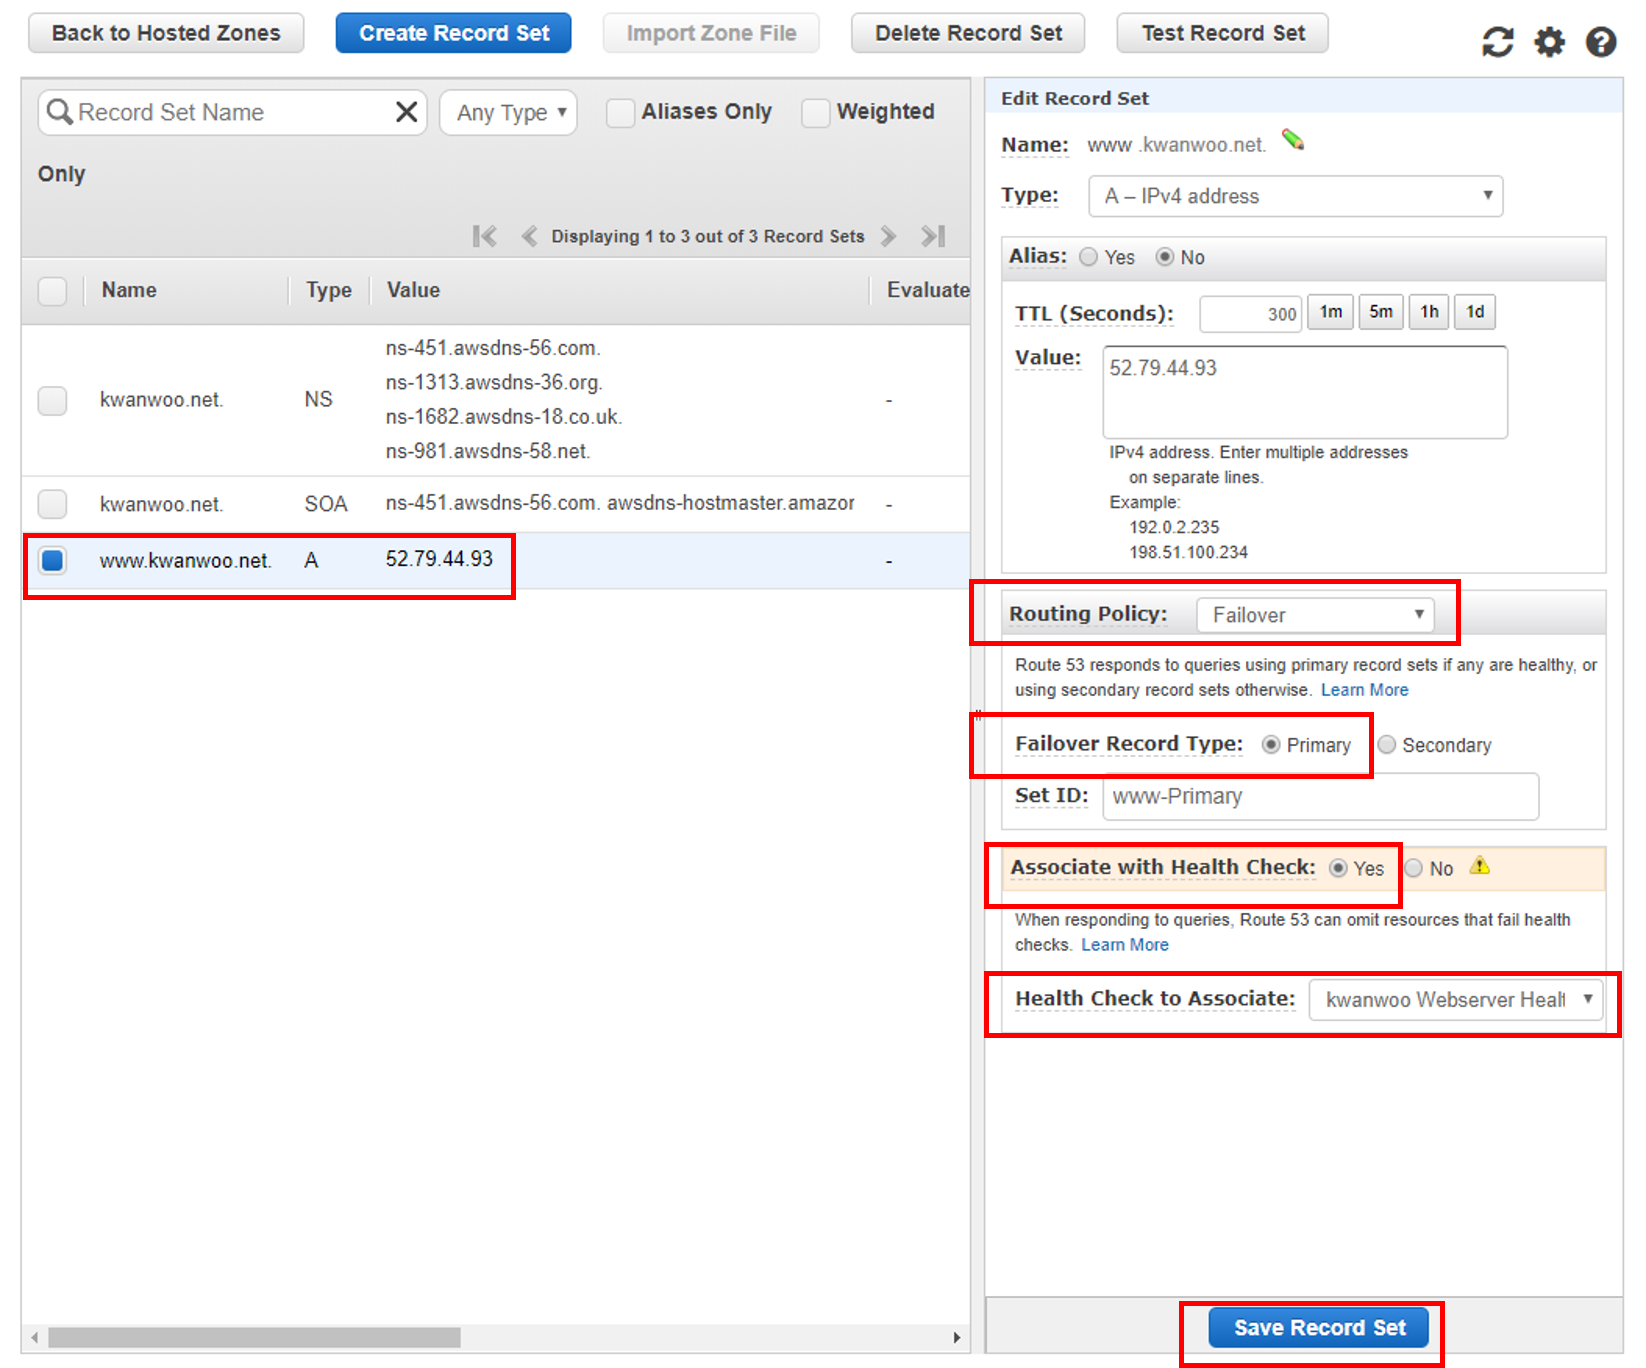 Back to Hosted Zones Create Record Set Import Zone File Delete Record Set Test Record Set
Record Set Name Any Type Aliases Only Weighted
Only
Displaying 1 to 3 out of 3 Record Sets
Name Type Value Evaluate
kwanwoo.net. NS ns-451.awsdns-56.com.
ns-1313.awsdns-36.org.
ns-1682.awsdns-18.co.uk.
ns-981.awsdns-58.net. -
kwanwoo.net. SOA ns-451.awsdns-56.com. awsdns-hostmaster.amazor -
www.kwanwoo.net. A 52.79.44.93 -
Edit Record Set
Name: www .kwanwoo.net.
Type: A – IPv4 address
Alias: Yes No
TTL (Seconds): 300 1m 5m 1h 1d
Value: 52.79.44.93
IPv4 address. Enter multiple addresses
on separate lines.
Example:
192.0.2.235
198.51.100.234
Routing Policy: Failover
Route 53 responds to queries using primary record sets if any are healthy, or
using secondary record sets otherwise. Learn More
Failover Record Type: Primary Secondary
Set ID: www-Primary
Associate with Health Check: Yes No
When responding to queries, Route 53 can omit resources that fail health
checks. Learn More
Health Check to Associate: kwanwoo Webserver Healt
Save Record Set